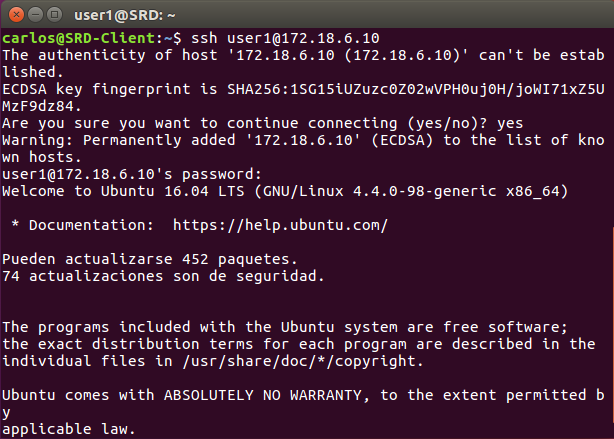 user1@SRD: ~
carlos@SRD-Client:~$ ssh user1@172.18.6.10
The authenticity of host '172.18.6.10 (172.18.6.10)' can't be estab
lished.
ECDSA key fingerprint is SHA256:1SG15iUZuzc0Z02wVPH0uj0H/joWI71xZ5U
MzF9dz84.
Are you sure you want to continue connecting (yes/no)? yes
Warning: Permanently added '172.18.6.10' (ECDSA) to the list of kno
wn hosts.
user1@172.18.6.10's password:
Welcome to Ubuntu 16.04 LTS (GNU/Linux 4.4.0-98-generic x86_64)
* Documentation:  https://help.ubuntu.com/
Pueden actualizarse 452 paquetes.
74 actualizaciones son de seguridad.
The programs included with the Ubuntu system are free software;
the exact distribution terms for each program are described in the
individual files in /usr/share/doc/*/copyright.
Ubuntu comes with ABSOLUTELY NO WARRANTY, to the extent permitted b
y
applicable law.